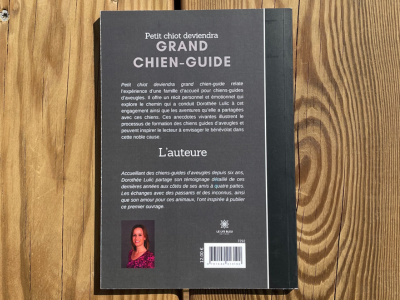 Petit chiot deviendra
GRAND
CHIEN-GUIDE
Petit chiot deviendra grand chien-guide relate
l'expérience d'une famille d'accueil pour chiens-guides
d'aveugles. Il offre un récit personnel et émotionnel qui
explore le chemin qui a conduit Dorothée Lulic à cet
engagement ainsi que les aventures qu'elle a partagées
avec ces chiens. Ces anecdotes vivantes illustrent le
processus de formation des chiens guides d'aveugles et
peuvent inspirer le lecteur à envisager le bénévolat dans
cette noble cause.
L'auteure
Accueillant des chiens-guides d'aveugles depuis six ans,
Dorothée Lulic partage son témoignage détaillé de ces
dernières années aux côtés de ses amis à quatre pattes.
Les échanges avec des passants et des inconnus, ainsi
que son amour pour ces animaux, l'ont inspirée à publier
ce premier ouvrage.